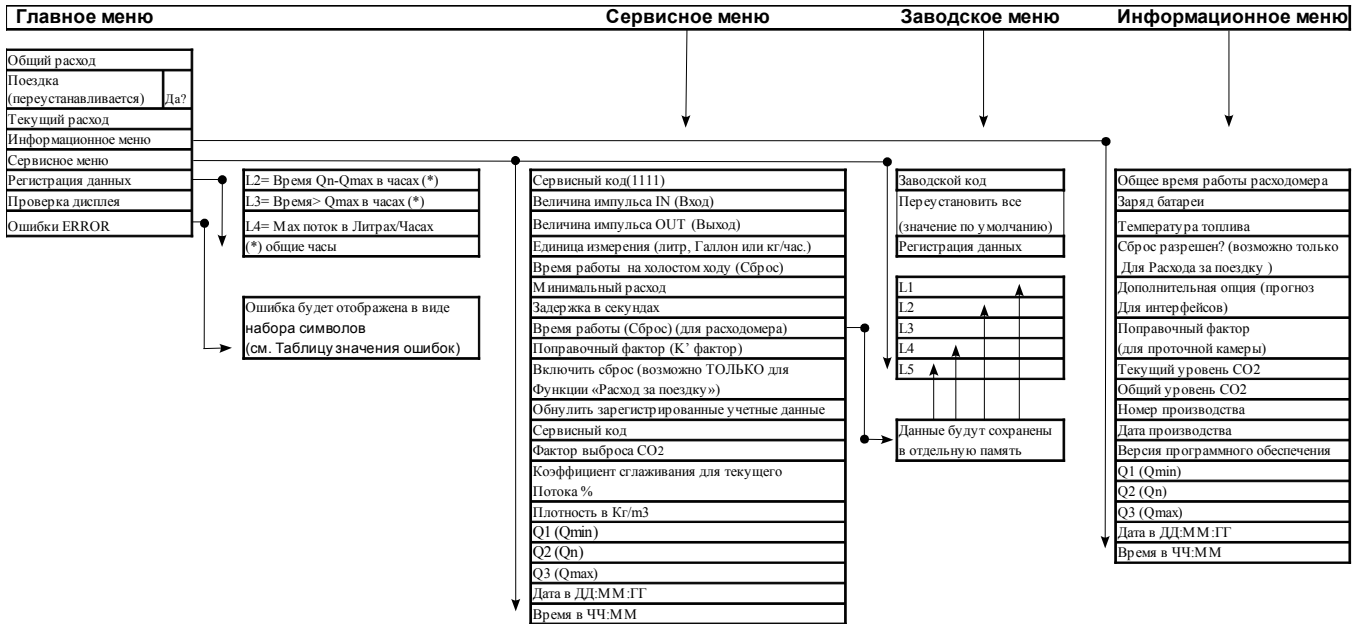 Главное меню
Сервисное меню
Заводское меню
Информационное меню
Общий расход
Поездка
(переустанавливается)
Да?
Текущий расход
Информационное меню
Сервисное меню
Регистрация данных
Проверка дисплея
Ошибки ERROR
L2= Время Qn-Qmax в часах (*)
L3= Время> Qmax в часах (*)
L4= Max поток в Литрах/Часах
(*) общие часы
Ошибка будет отображена в виде
набора символов
(см. Таблицу значения ошибок)
Сервисный код(1111)
Величина импульса IN (Вход)
Величина импульса OUT (Выход)
Единица измерения (литр, Галлон или кг/час.)
Время работы на холостом ходу (Сброс)
Минимальный расход
Задержка в секундах
Время работы (Сброс) (для расходомера)
Поправочный фактор (K’ фактор)
Включить сброс (возможно ТОЛЬКО для
Функции «Расход за поездку»)
Обнулить зарегистрированные учетные данные
Сервисный код
Фактор выброса CO2
Коэффициент сглаживания для текущего
Потока %
Плотность в Кг/m3
Q1 (Qmin)
Q2 (Qn)
Q3 (Qmax)
Дата в ДД:ММ:ГГ
Время в ЧЧ:ММ
Заводской код
Переустановить все
(значение по умолчанию)
Регистрация данных
L1
L2
L3
L4
L5
Данные будут сохранены
в отдельную память
Общее время работы расходомера
Заряд батареи
Температура топлива
Сброс разрешен? (возможно только
Для Расхода за поездку )
Дополнительная опция (прогноз
Для интерфейсов)
Поправочный фактор
(для проточной камеры)
Текущий уровень CO2
Общий уровень CO2
Номер производства
Дата производства
Версия программного обеспечения
Q1 (Qmin)
Q2 (Qn)
Q3 (Qmax)
Дата в ДД:ММ:ГГ
Время в ЧЧ:ММ